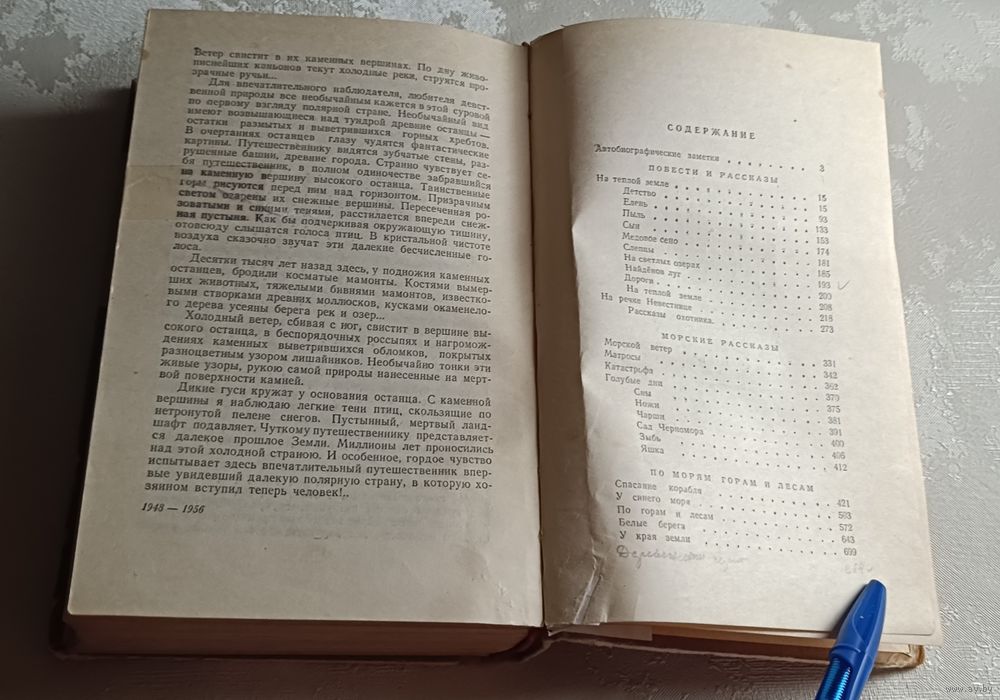 Ветер свистит в их каменных вершинах. По дну живо-
писнейших каньонов текут холодные реки, струятся про-
зрачные ручьи...
Для впечатлительного наблюдателя, любителя девст-
венной природы все необычайным кажется в этой суровой
по первому взгляду полярной стране. Необычайный вид
имеют возвышающиеся над тундрой древние останцы —
остатки размытых и выветрившихся горных хребтов.
В очертаниях останцев глазу чудятся фантастические
картины. Путешественнику видятся зубчатые стены, раз-
рушенные башни, древние города. Странно чувствует се-
бя путешественник, в полном одиночестве забравшийся
на каменную вершину высокого останца. Таинственные
горы рисуются перед ним над горизонтом. Призрачным
светом озарены их снежные вершины. Пересеченная ро-
зоватыми и синими тенями, расстилается впереди снеж-
ная пустыня. Как бы подчеркивая окружающую тишину,
отовсюду слышатся голоса птиц. В кристальной чистоте
воздуха сказочно звучат эти далекие бесчисленные го-
лоса.
Десятки тысяч лет назад здесь, у подножия каменных
останцев, бродили косматые мамонты. Костями вымер-
ших животных, тяжелыми бивнями мамонтов, известко-
выми створками древних моллюсков, кусками окаменело-
го дерева усеяны берега рек и озер...
Холодный ветер, сбивая с ног, свистит в вершине вы-
сокого останца, в беспорядочных россыпях и нагромож-
дениях каменных выветрившихся обломков, покрытых
разноцветным узором лишайников. Необычайно тонки эти
живые узоры, рукою самой природы нанесенные на мерт-
вой поверхности камней.
Дикие гуси кружат у основания останца. С каменной
вершины я наблюдаю легкие тени птиц, скользящие по
нетронутой пелене снегов. Пустынный, мертвый ланд-
шафт подавляет. Чуткому путешественнику представляет-
ся далекое прошлое Земли. Миллионы лет проносились
над этой холодной страною. И особенное, гордое чувство
испытывает здесь впечатлительный путешественник впер-
вые увидевший далекую полярную страну, в которую хо-
зяином вступил теперь человек!..
1943 — 1956
СОДЕРЖАНИЕ
Автобиографические заметки 3
ПОВЕСТИ И РАССКАЗЫ
На теплой земле 15
Детство 15
Елень 93
Пыль 133
Сын 153
Медовое сено 174
Слепцы 181
На светлых озерах 185
Найдёнов луг 193
Дороги 200
На теплой земле 208
На речке Невестнице 218
Рассказы охотника 273
МОРСКИЕ РАССКАЗЫ
Морской ветер 331
Матросы 342
Катастрофа 362
Голубые дни 370
Сны 375
Ножи 381
Чарши 391
Сад Черномора 400
Зыбь 406
Яшка 412
ПО МОРЯМ ГОРАМ И ЛЕСАМ
Спасание корабля 421
У синего моря 503
По горам и лесам 572
Белые берега 643
У края земли 699
www.ay.by